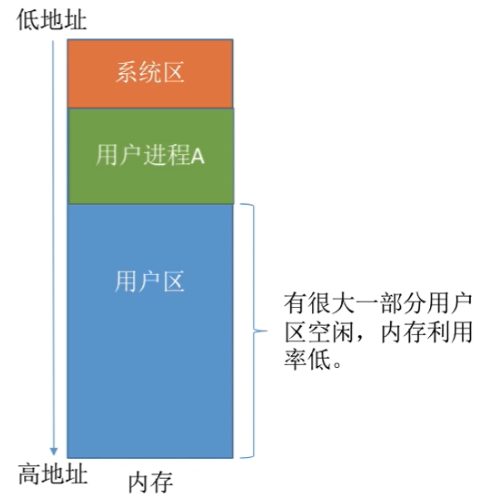 低地址
系统区
用户进程A
用户区
有很大一部分用户
区空闲，内存利用
率低。
高地址
内存